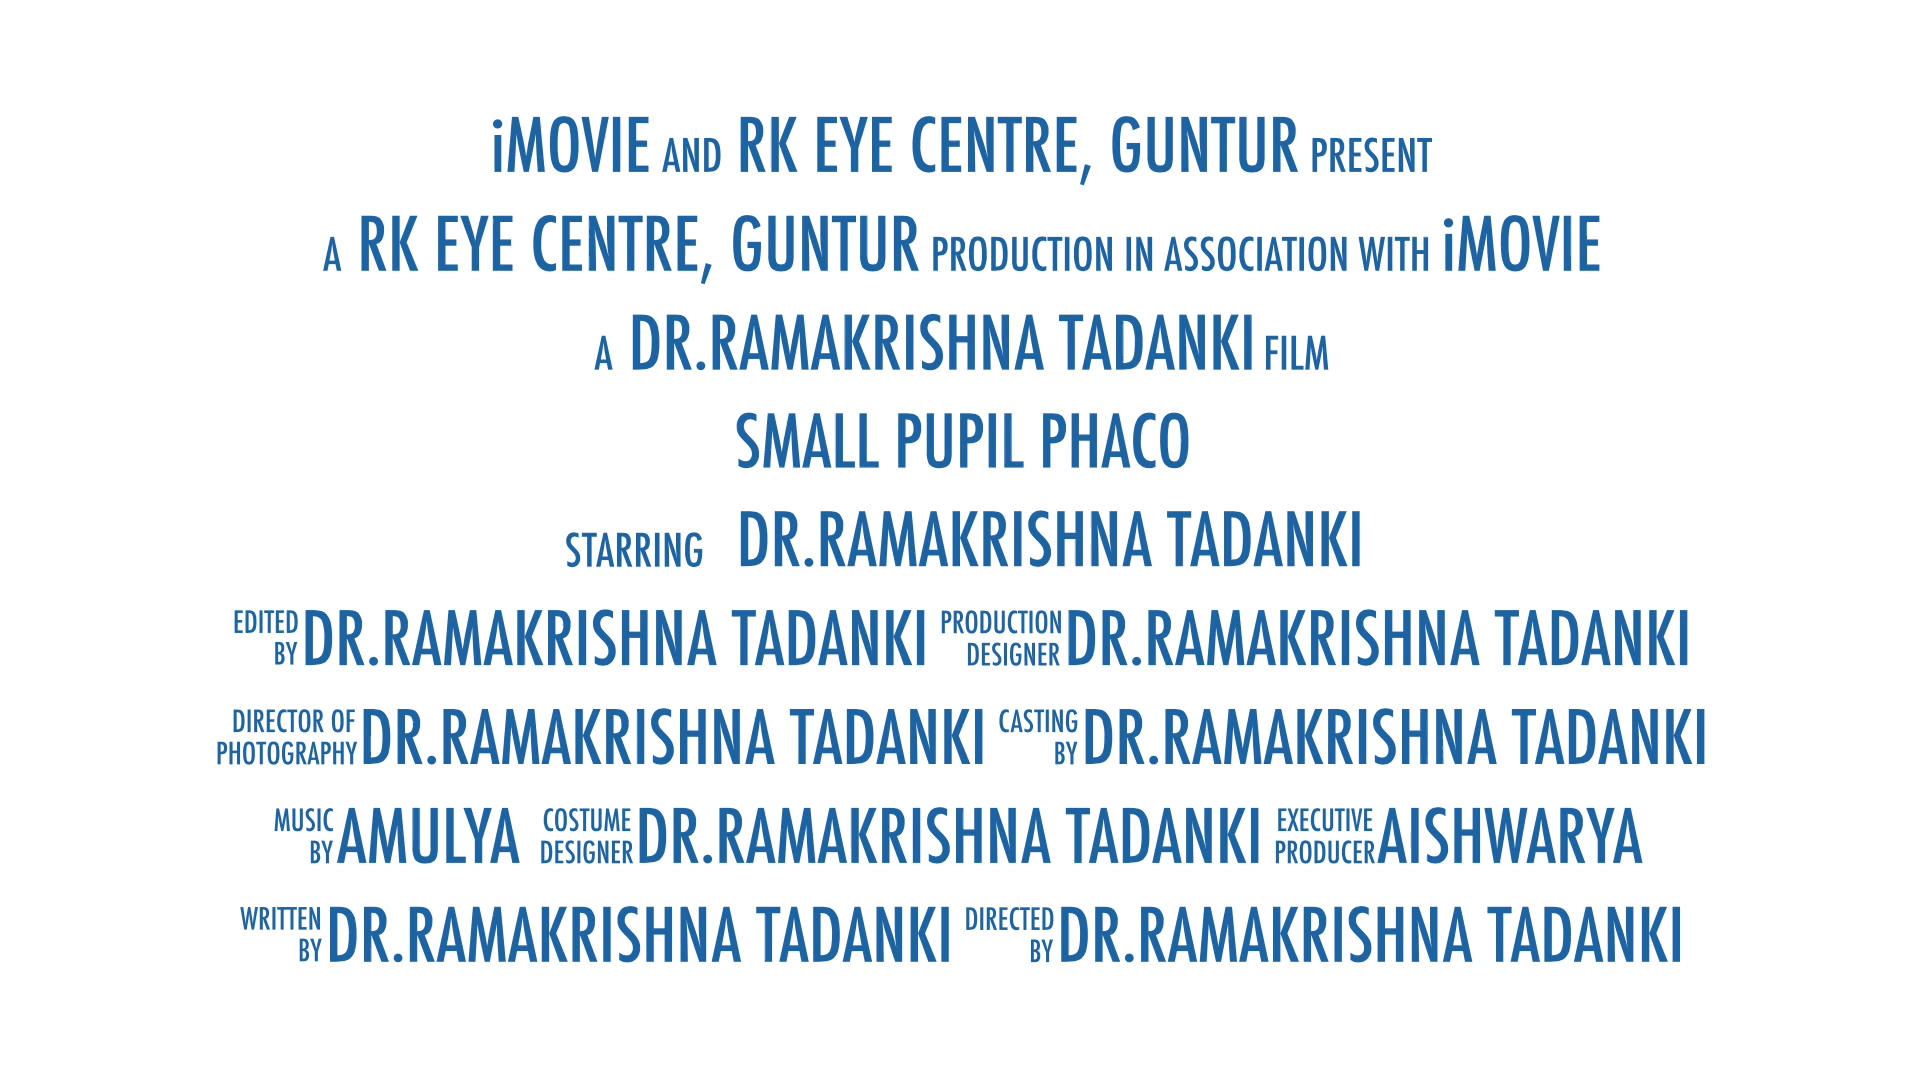 iMOVIE AND RK EYE CENTRE, GUNTUR PRESENT
A RK EYE CENTRE, GUNTUR PRODUCTION IN ASSOCIATION WITH iMOVIE
A DR.RAMAKRISHNA TADANKI FILM
SMALL PUPIL PHACO
STARRING DR.RAMAKRISHNA TADANKI
EDITED BY DR.RAMAKRISHNA TADANKI PRODUCTION DESIGNER DR.RAMAKRISHNA TADANKI
DIRECTOR OF PHOTOGRAPHY DR.RAMAKRISHNA TADANKI CASTING BY DR.RAMAKRISHNA TADANKI
MUSIC BY AMULYA COSTUME DESIGNER DR.RAMAKRISHNA TADANKI EXECUTIVE PRODUCER AISHWARYA
WRITTEN BY DR.RAMAKRISHNA TADANKI DIRECTED BY DR.RAMAKRISHNA TADANKI